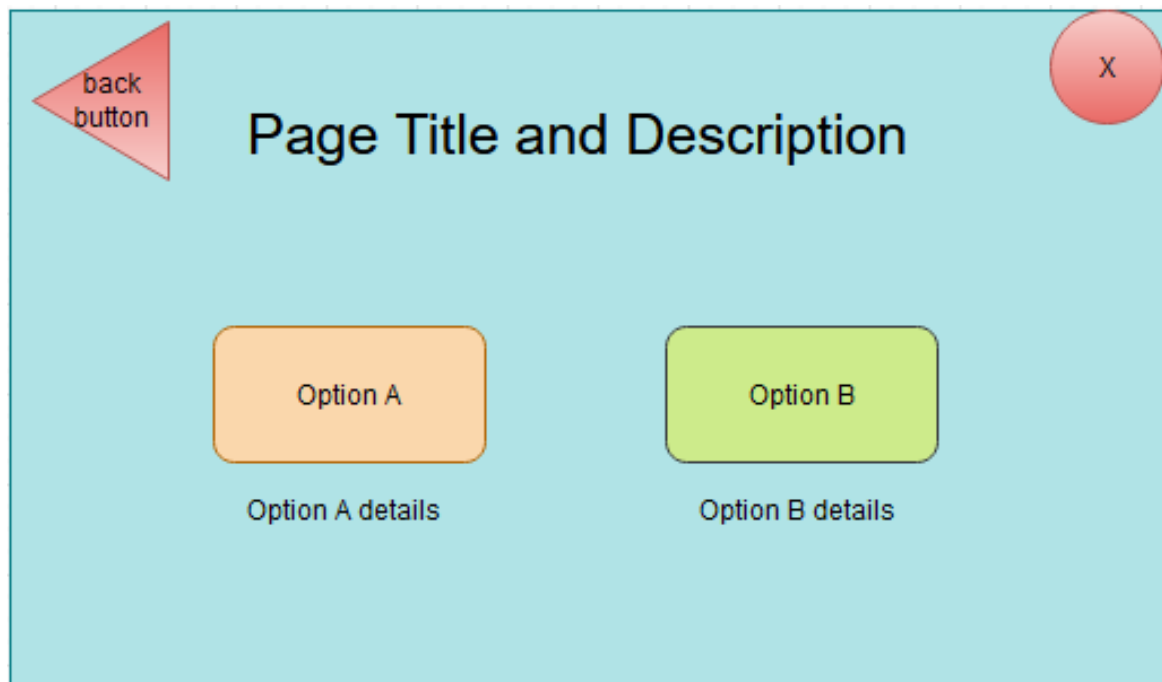 back
button
X
Page Title and Description
Option A
Option B
Option A details
Option B details